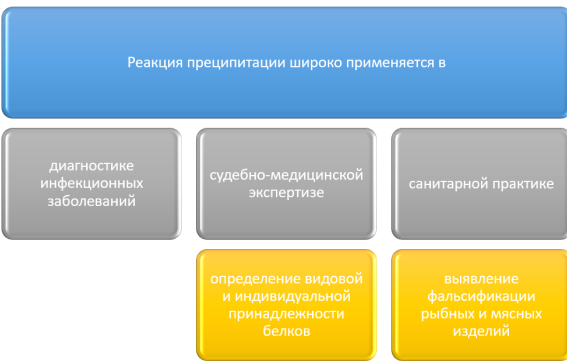 Реакция преципитации широко применяется в
диагностике
инфекционных
заболеваний
судебно-медицинской
экспертизе
санитарной практике
определение видовой
и индивидуальной
принадлежности
белков
выявление
фальсификации
рыбных и мясных
изделий